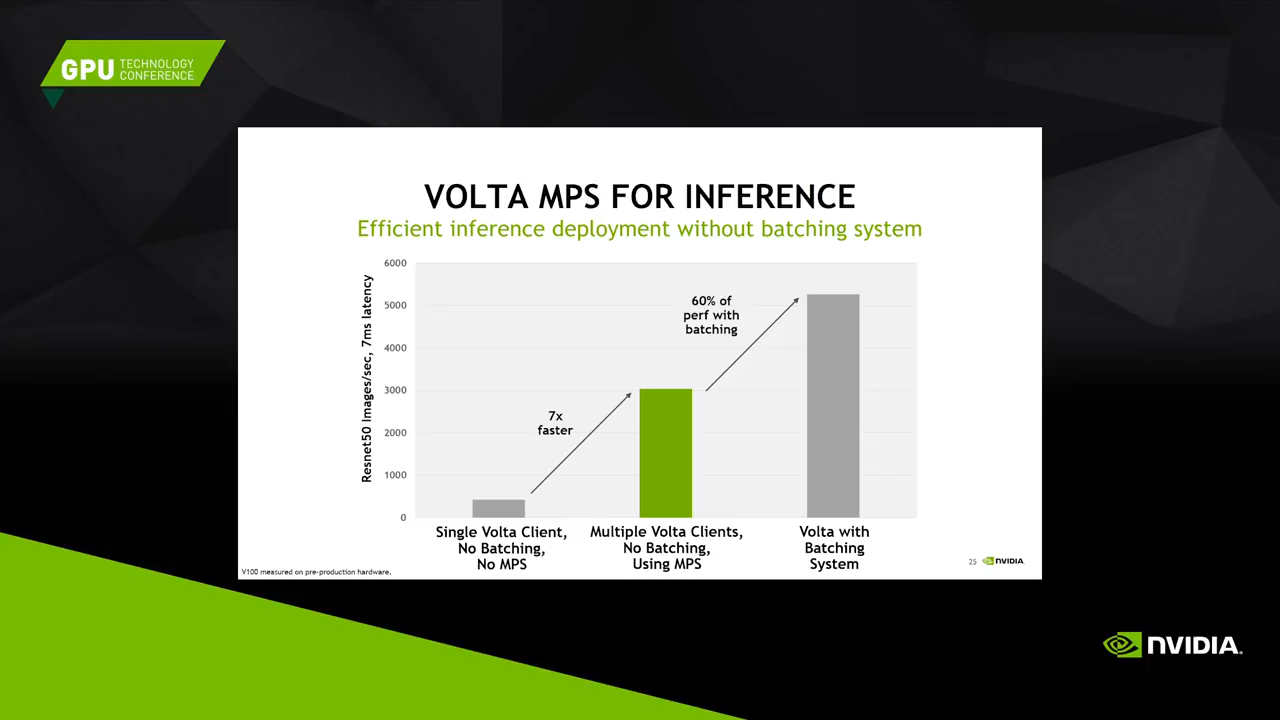 GPU TECHNOLOGY
CONFERENCE
VOLTA MPS FOR INFERENCE
Efficient inference deployment without batching system
Resnet50 Images/sec, 7ms latency
6000
5000
4000
3000
2000
1000
0
7x
faster
60% of
perf with
batching
Single Volta Client,
No Batching,
No MPS
Multiple Volta Clients,
No Batching,
Using MPS
Volta with
Batching
System
V100 measured on pre-production hardware.
25 NVIDIA
NVIDIA.